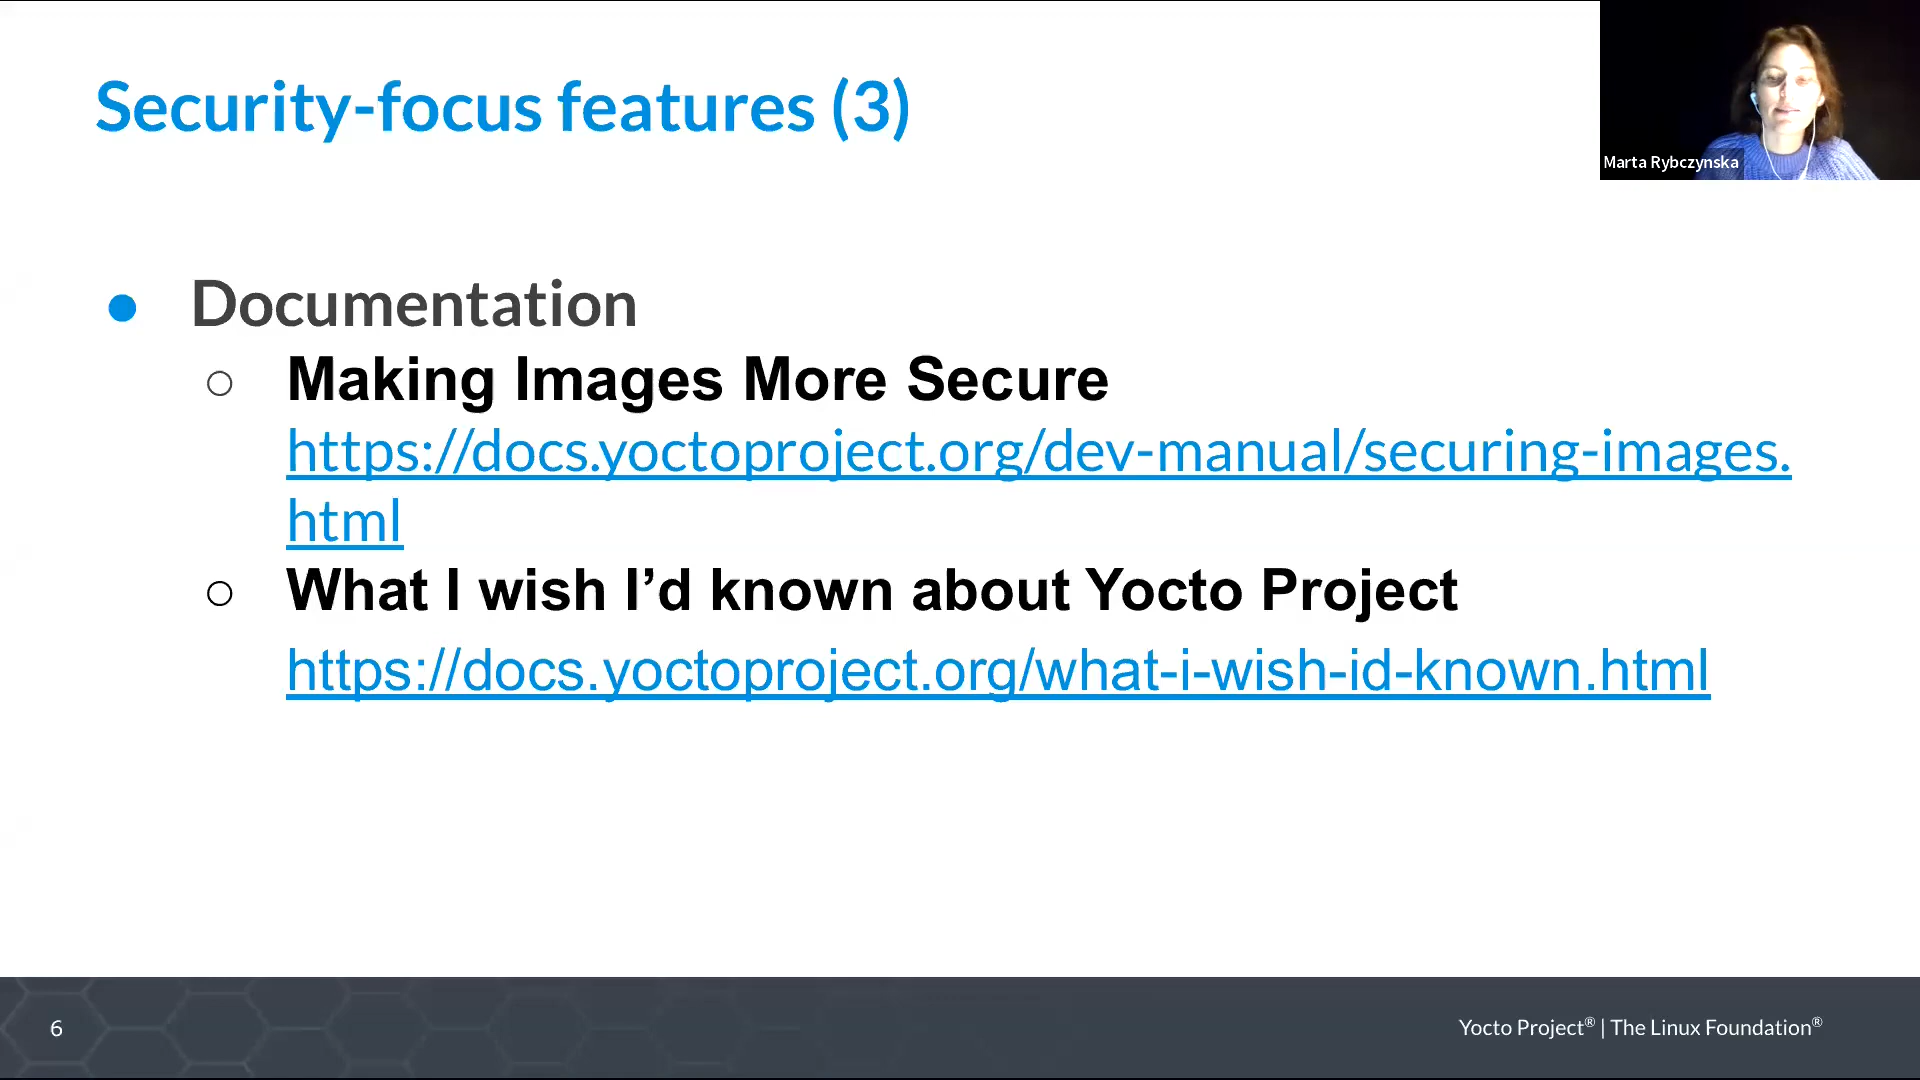 Security-focus features (3)
Marta Rybczynska
● Documentation
○ Making Images More Secure
https://docs.yoctoproject.org/dev-manual/securing-images.
html
○ What I wish I’d known about Yocto Project
https://docs.yoctoproject.org/what-i-wish-id-known.html
6
Yocto Project® | The Linux Foundation®